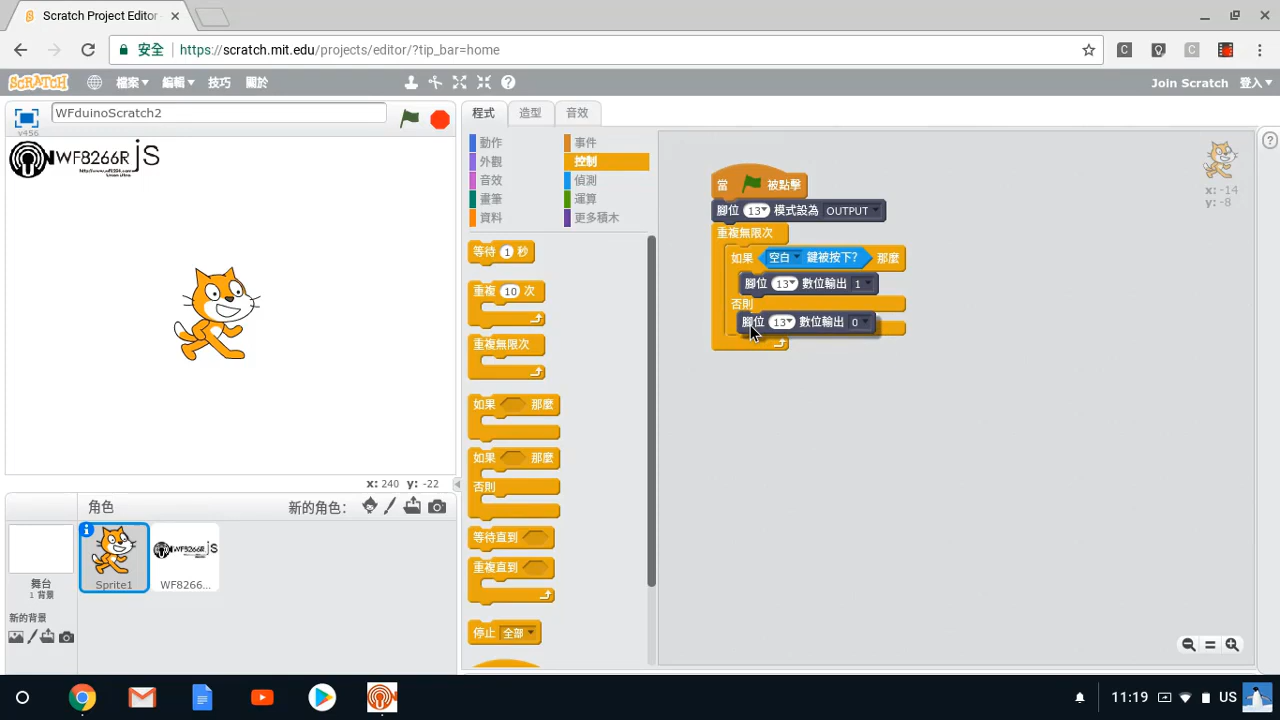 Scratch Project Editor
安全 https://scratch.mit.edu/projects/editor/?tip_bar=home
SCRATCH 檔案 編輯 技巧 關於 Join Scratch 登入
v456
WFduinoScratch2
WF8266R jS
程式 造型 音效
動作 事件
外觀 控制
音效 偵測
畫筆 運算
資料 更多積木
等待 1 秒
重複 10 次
重複無限次
如果 那麼
如果 那麼
否則
等待直到
重複直到
停止 全部
當 被點擊
腳位 13 模式設為 OUTPUT
重複無限次
如果 空白 鍵被按下? 那麼
腳位 13 數位輸出 1
否則
腳位 13 數位輸出 0
x: -14
y: -8
x: 240 y: -22
角色 新的角色:
舞台
1 背景
新的背景
Sprite1
WF8266R jS
WF8266...
11:19 US